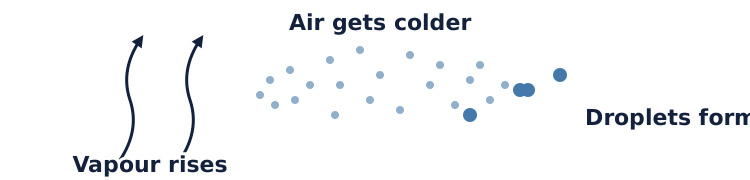 Air gets colder
Vapour rises
Droplets form